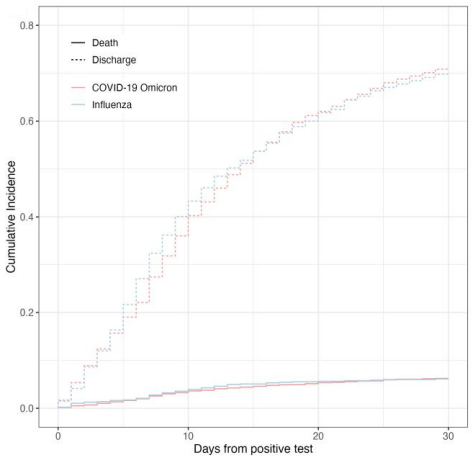 0.8
Death
Discharge
COVID-19 Omicron
Influenza
0.6
Cumulative Incidence
0.4
0.2
0.0
0 10 20 30
Days from positive test